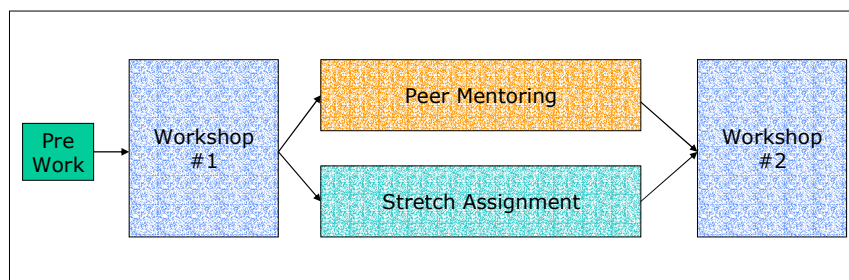 Pre
Work
Workshop
#1
Peer Mentoring
Stretch Assignment
Workshop
#2